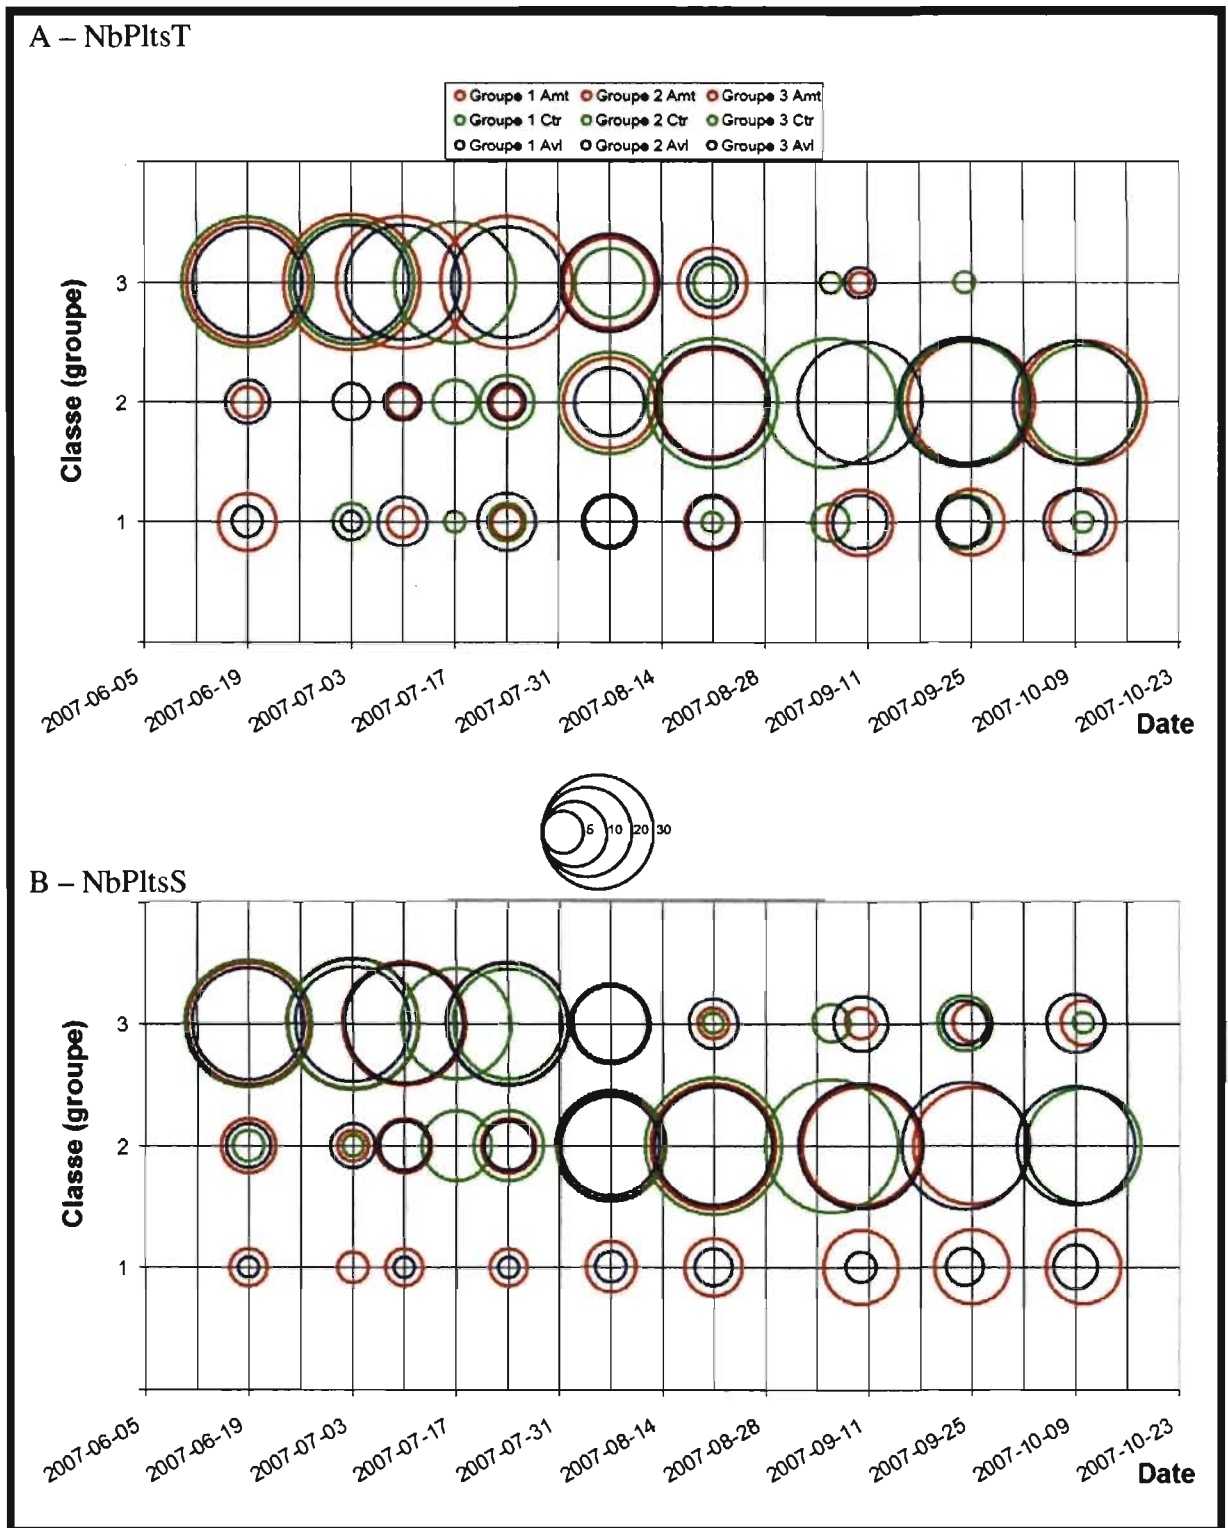 A – NbPltsT
Groupe 1 Amt Groupe 2 Amt Groupe 3 Amt
Groupe 1 Ctr Groupe 2 Ctr Groupe 3 Ctr
Groupe 1 Avl Groupe 2 Avl Groupe 3 Avl
Classe (groupe)
3
2
1
2007-06-05 2007-06-19 2007-07-03 2007-07-17 2007-07-31 2007-08-14 2007-08-28 2007-09-11 2007-09-25 2007-10-09 2007-10-23
Date
5 10 20 30
B – NbPltsS
Classe (groupe)
3
2
1
2007-06-05 2007-06-19 2007-07-03 2007-07-17 2007-07-31 2007-08-14 2007-08-28 2007-09-11 2007-09-25 2007-10-09 2007-10-23
Date